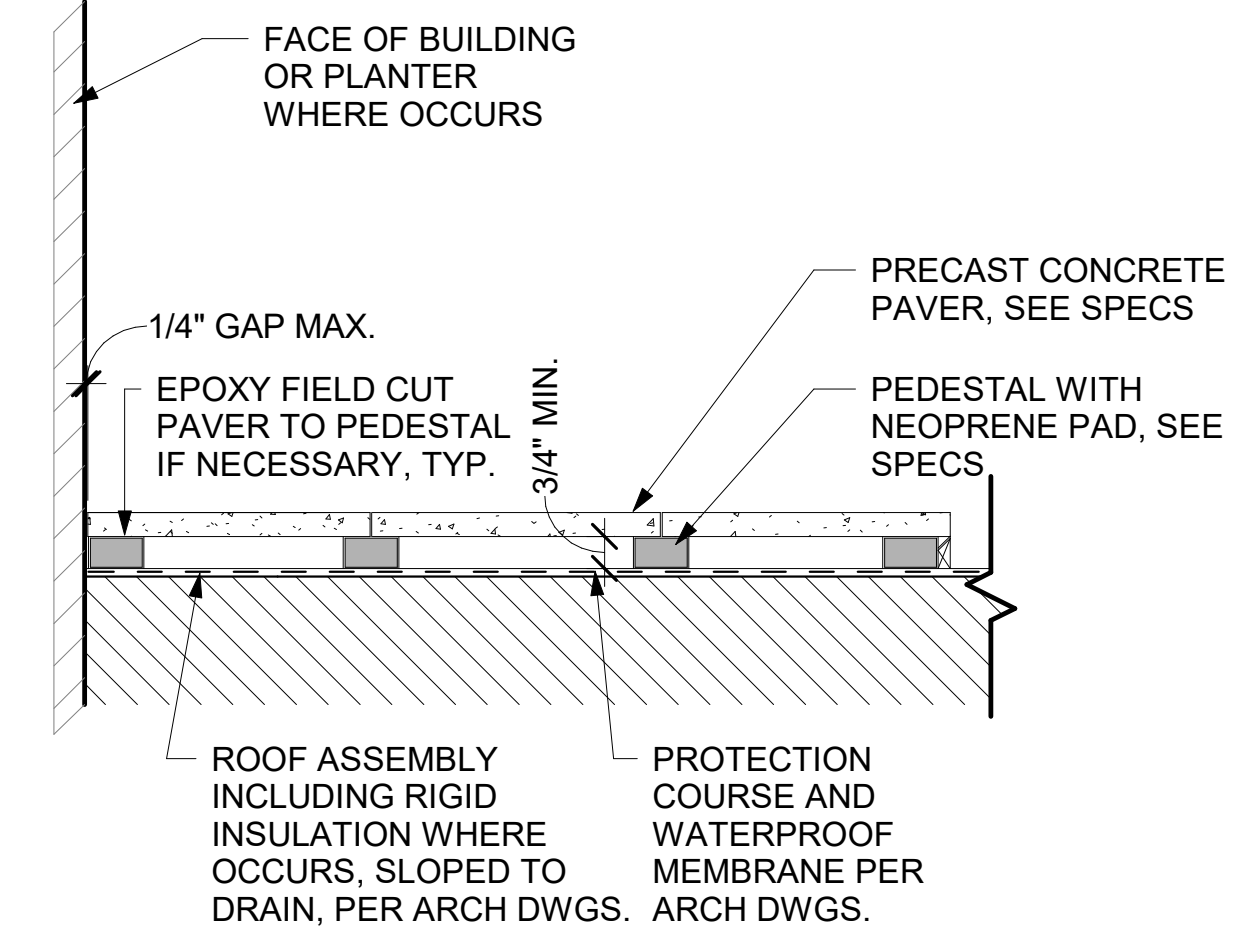 FACE OF BUILDING
OR PLANTER
WHERE OCCURS
PRECAST CONCRETE
PAVER, SEE SPECS
1/4" GAP MAX.
EPOXY FIELD CUT
PAVER TO PEDESTAL
IF NECESSARY, TYP.
3/4" MIN.
PEDESTAL WITH
NEOPRENE PAD, SEE
SPECS
ROOF ASSEMBLY
INCLUDING RIGID
INSULATION WHERE
OCCURS, SLOPED TO
DRAIN, PER ARCH DWGS.
PROTECTION
COURSE AND
WATERPROOF
MEMBRANE PER
ARCH DWGS.